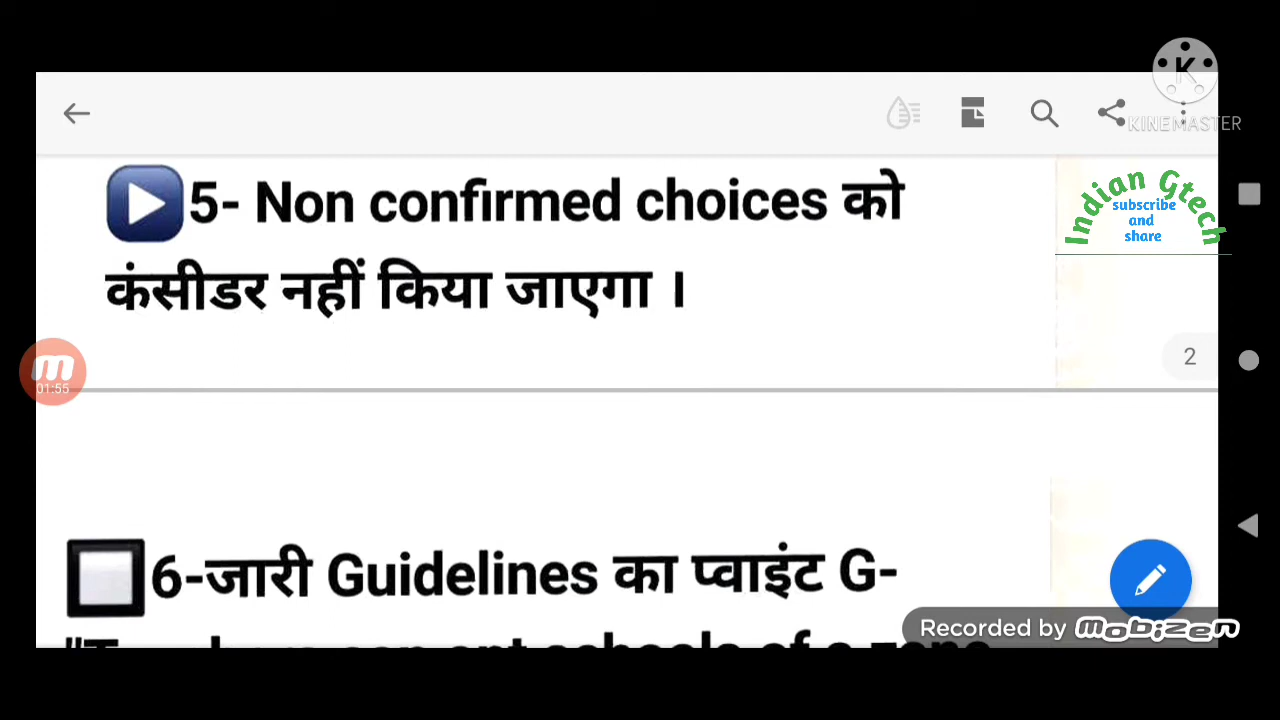 KINEMASTER
5- Non confirmed choices को
कंसीडर नहीं किया जाएगा ।
Indian Gtech
subscribe
and
share
2
01:55
6-जारी Guidelines का प्वाइंट G-
Recorded by Mobizen